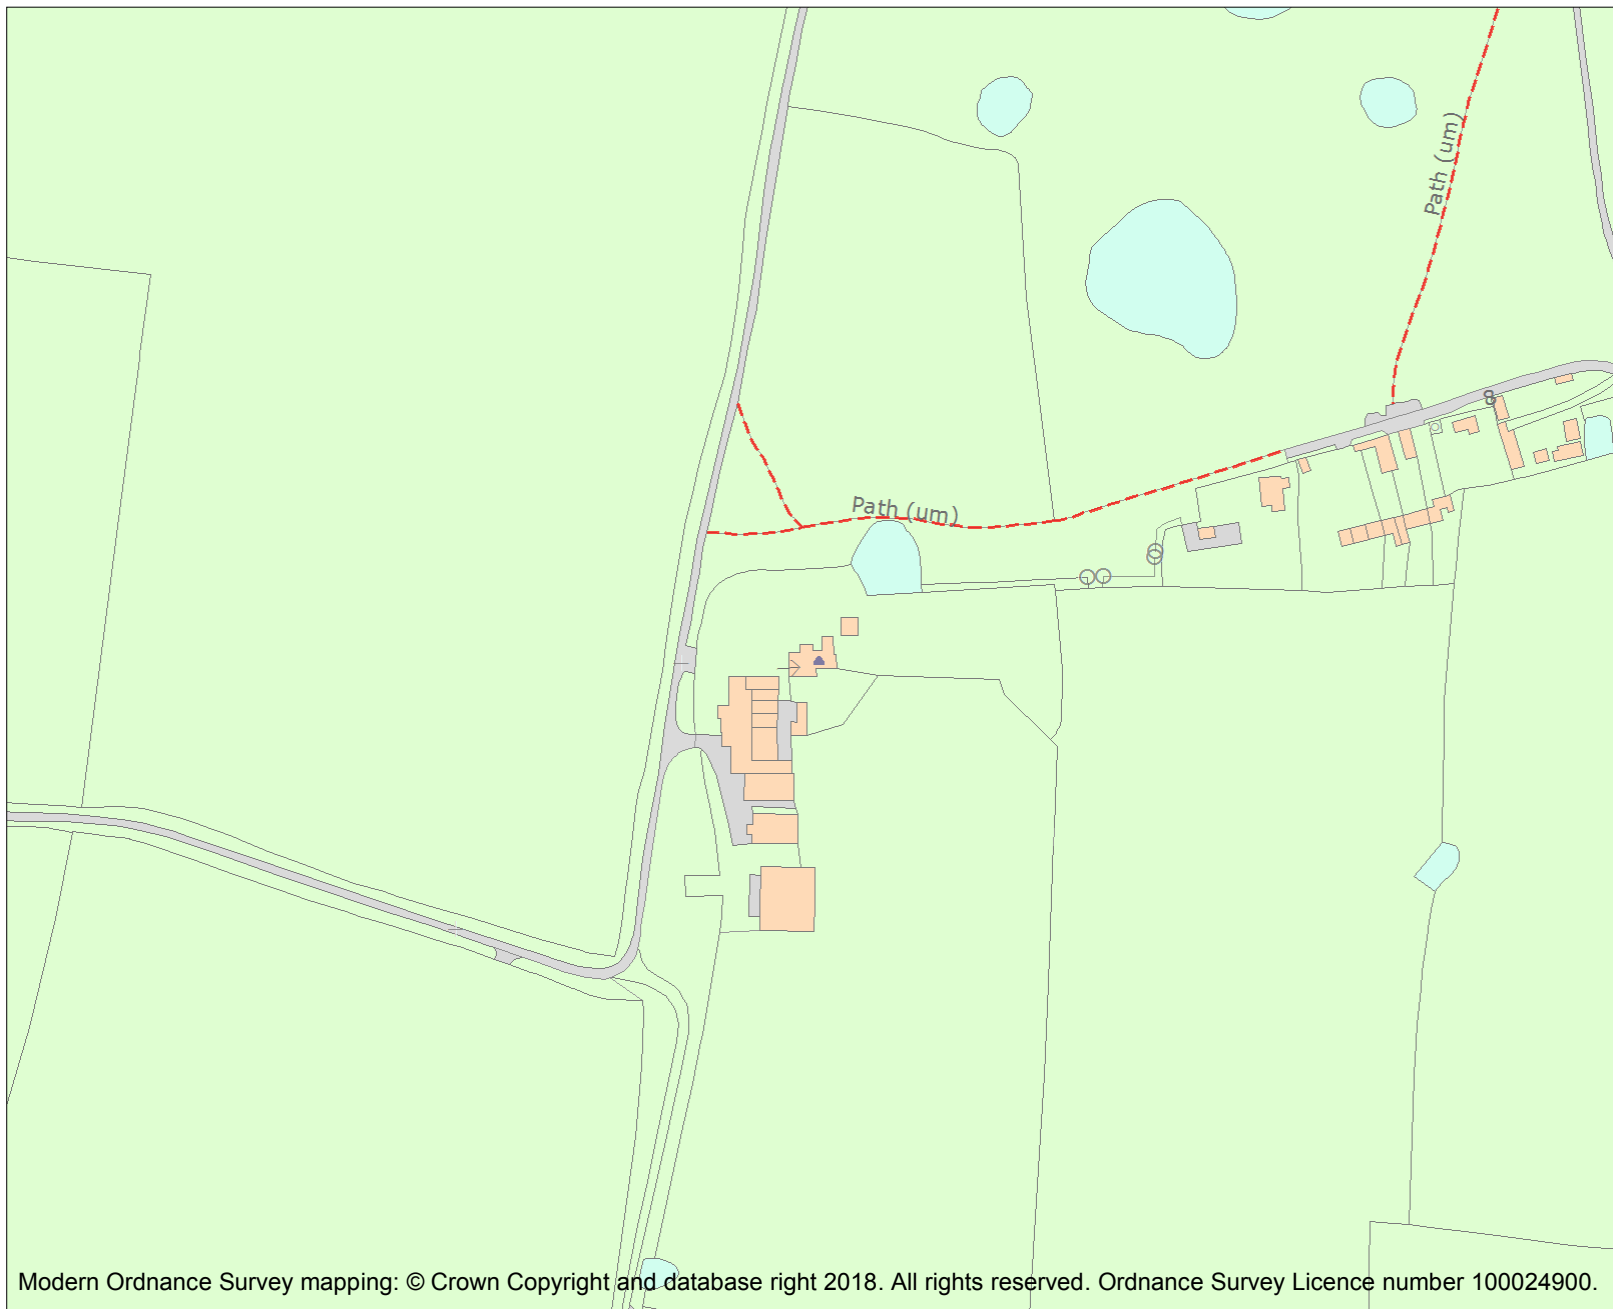 Path (um)
8
Path (um)
Modern Ordnance Survey mapping: © Crown Copyright and database right 2018. All rights reserved. Ordnance Survey Licence number 100024900.